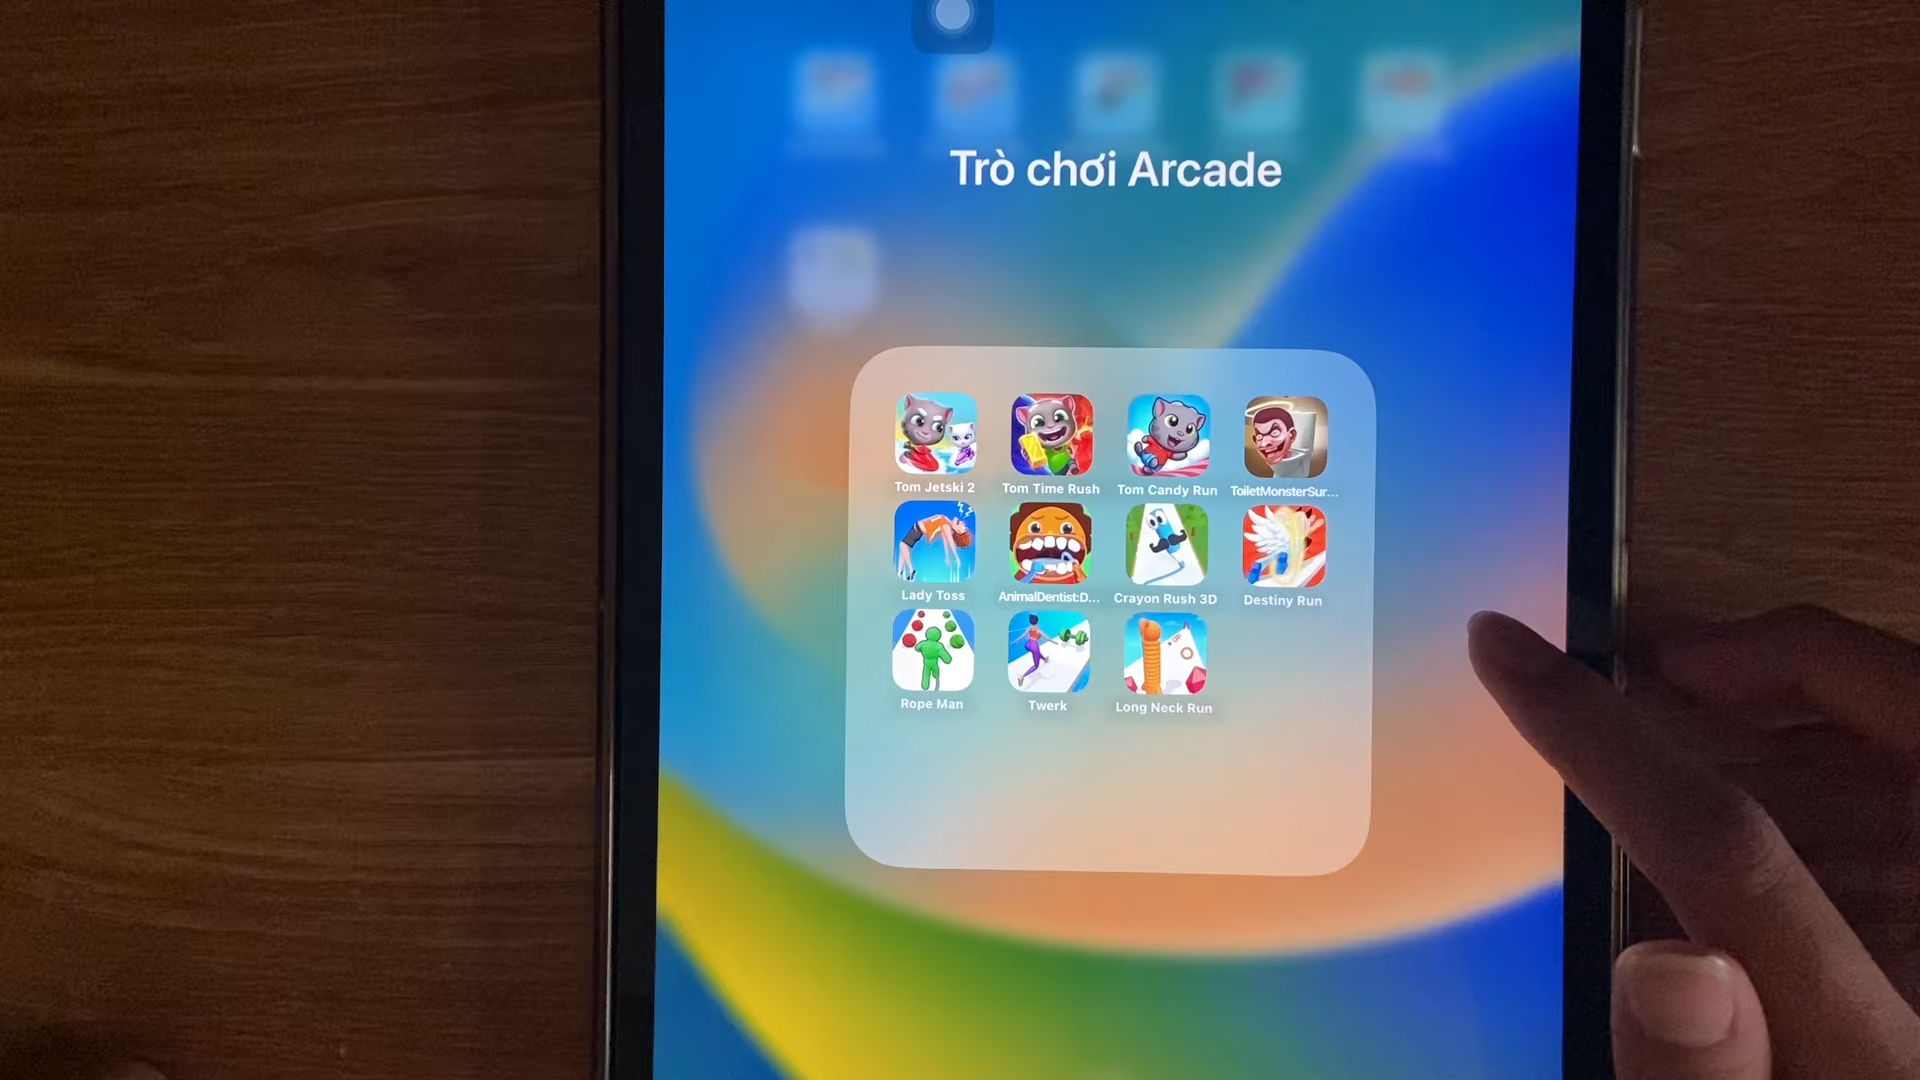 Trò chơi Arcade
Tom Jetski 2
Tom Time Rush
Tom Candy Run
ToiletMonsterSur...
Lady Toss
AnimalDentist:D...
Crayon Rush 3D
Destiny Run
Rope Man
Twerk
Long Neck Run